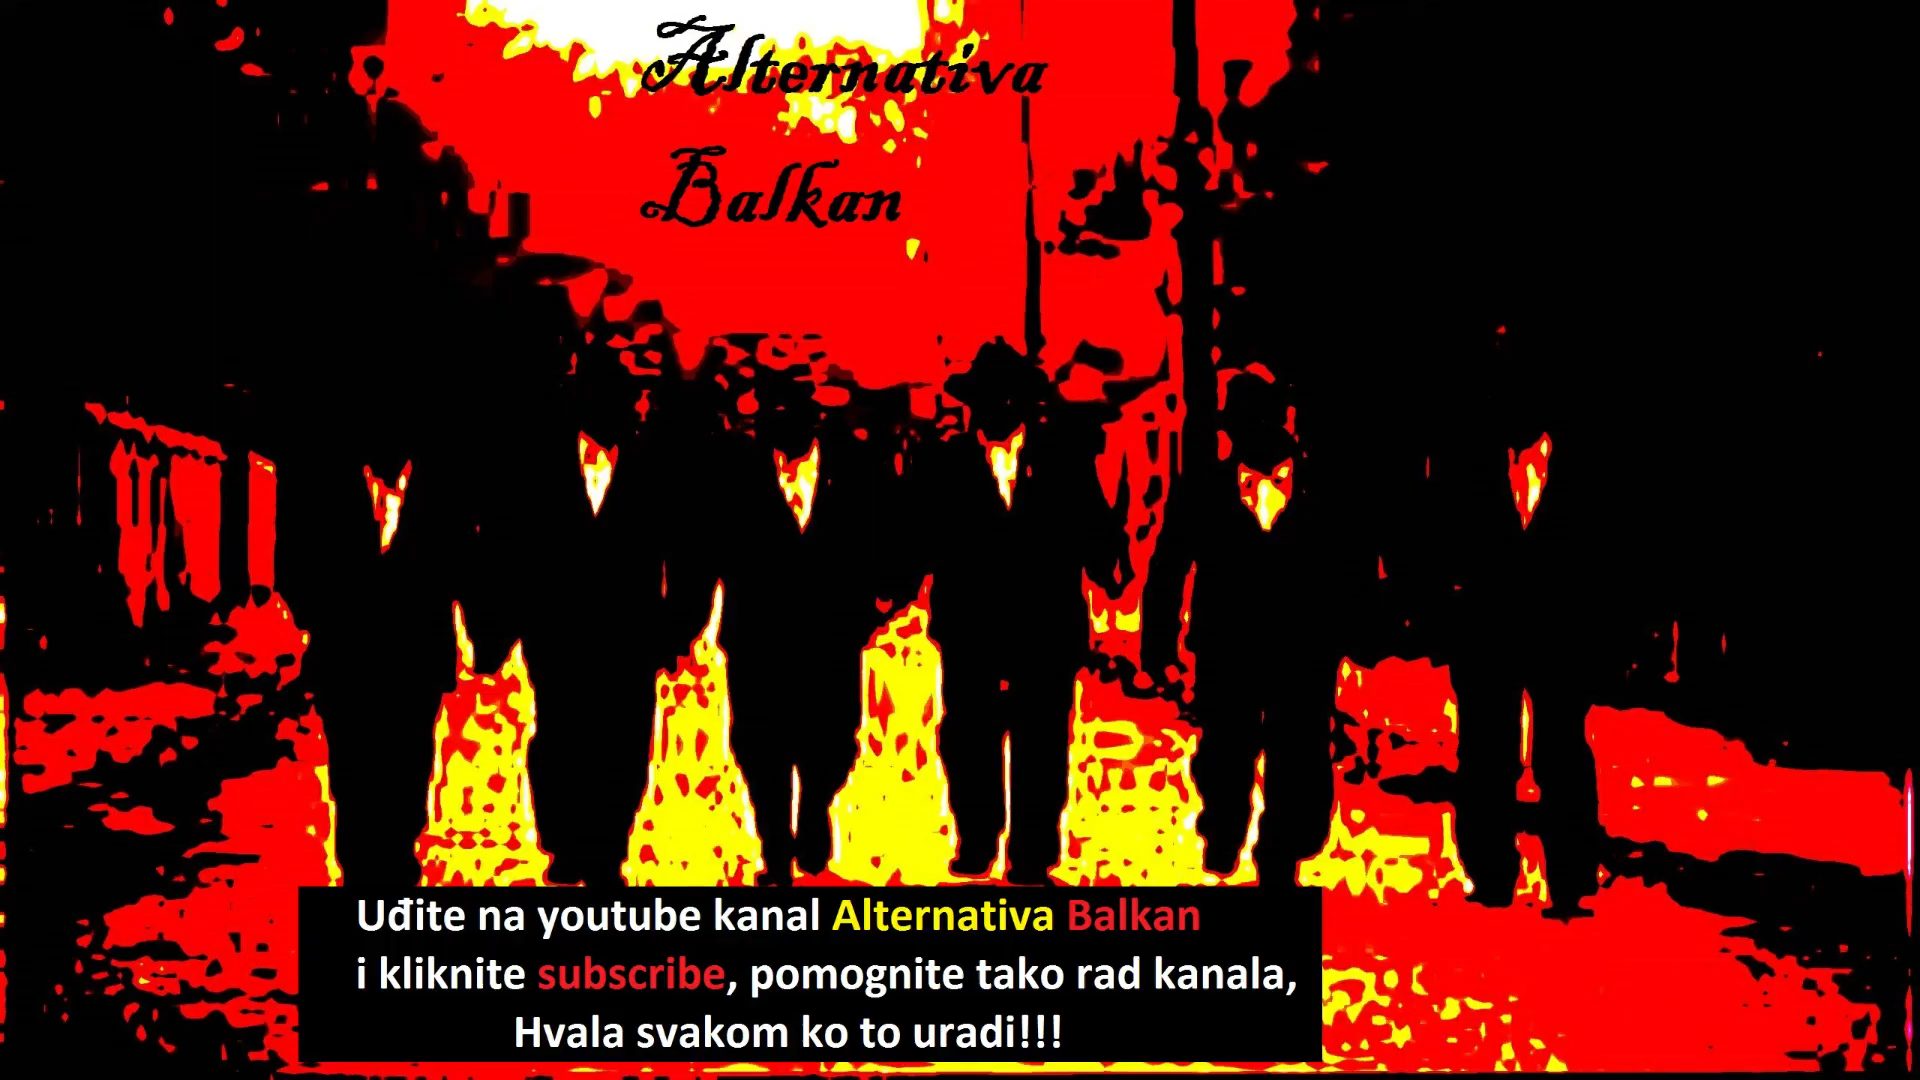 Alternativa
Balkan
Uđite na youtube kanal Alternativa Balkan
i kliknite subscribe, pomognite tako rad kanala,
Hvala svakom ko to uradi!!!